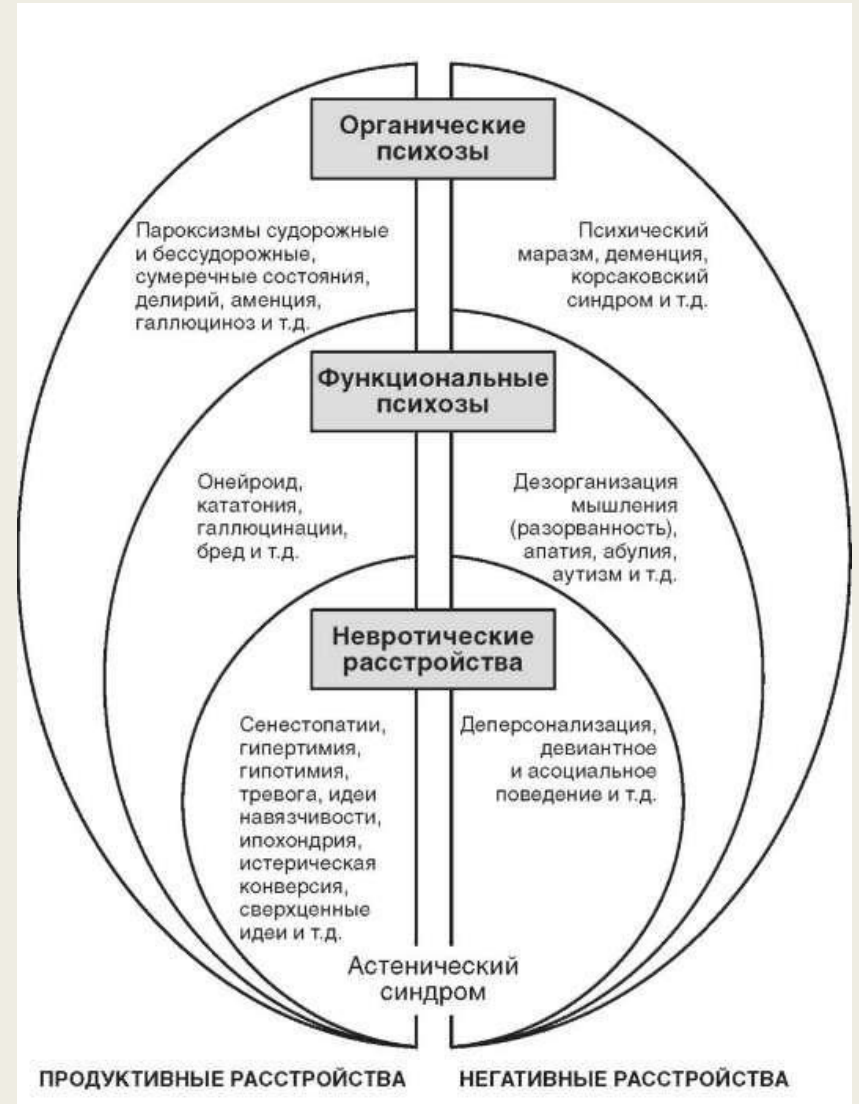 Органические
психозы
Пароксизмы судорожные
и бессудорожные,
сумеречные состояния,
делирий, аменция,
галлюциноз и т.д.
Психический
маразм, деменция,
корсаковский
синдром и т.д.
Функциональные
психозы
Онейроид,
кататония,
галлюцинации,
бред и т.д.
Дезорганизация
мышления
(разорванность),
апатия, абулия,
аутизм и т.д.
Невротические
расстройства
Сенестопатии,
гипертимия,
гипотимия,
тревога, идеи
навязчивости,
ипохондрия,
истерическая
конверсия,
сверхценные
идеи и т.д.
Деперсонализация,
девиантное
и асоциальное
поведение и т.д.
Астенический
синдром
ПРОДУКТИВНЫЕ РАССТРОЙСТВА
НЕГАТИВНЫЕ РАССТРОЙСТВА